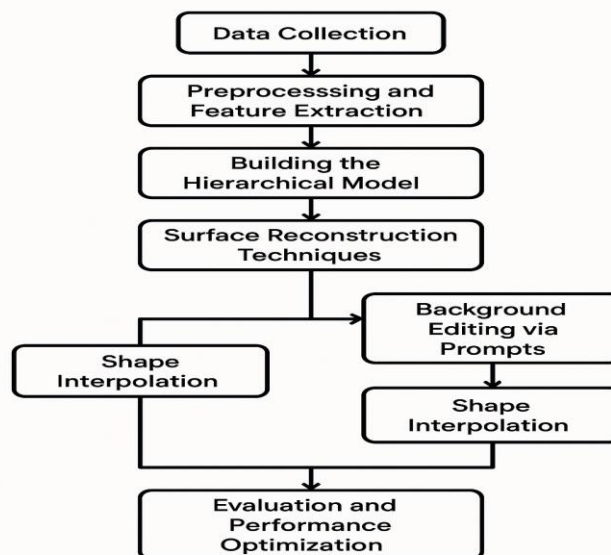 Data Collection
Preprocesssing and
Feature Extraction
Building the
Hierarchical Model
Surface Reconstruction
Techniques
Background
Editing via
Prompts
Shape
Interpolation
Shape
Interpolation
Evaluation and
Performance
Optimization